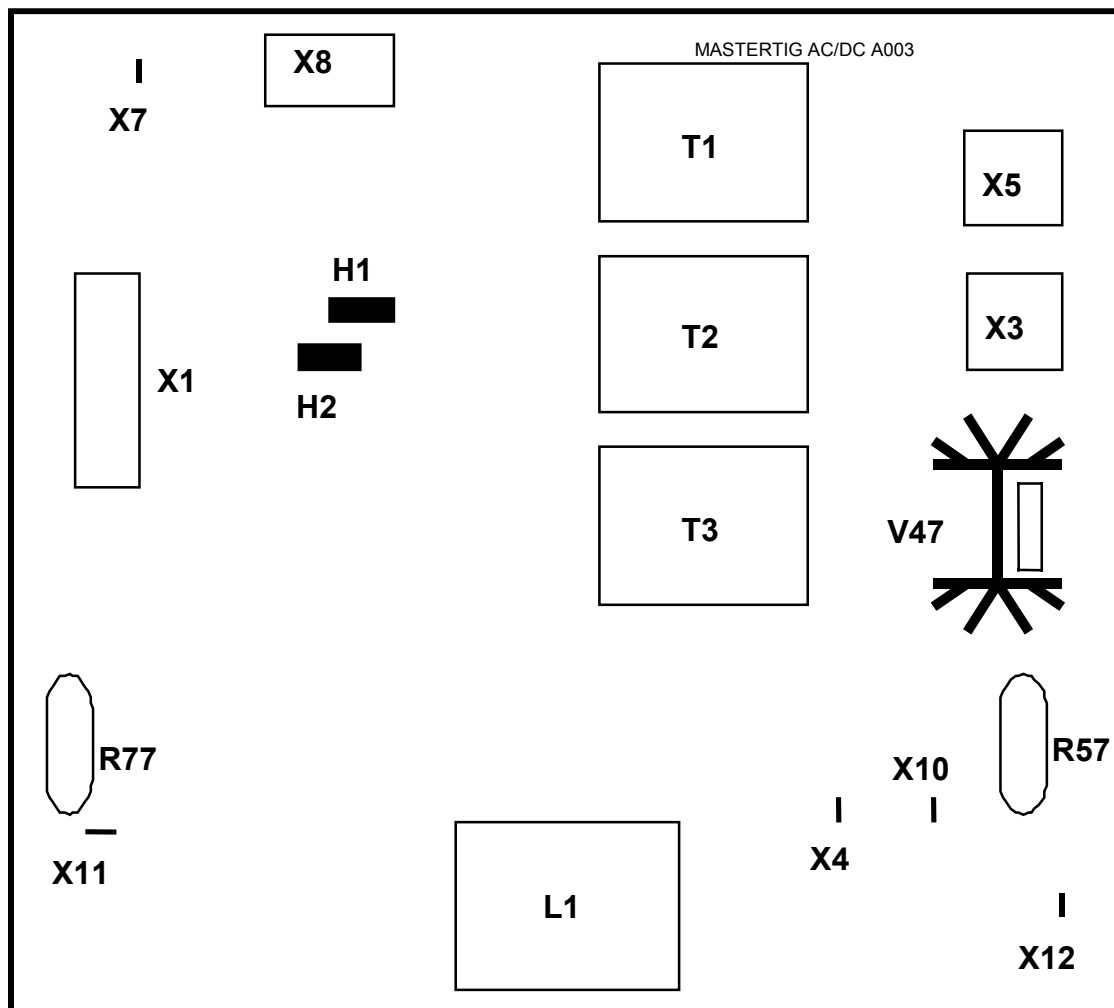 MASTERTIG AC/DC A003
X8
X7
T1
X5
H1
T2
X3
X1
H2
T3
V47
R77
R57
X10
X4
X11
L1
X12